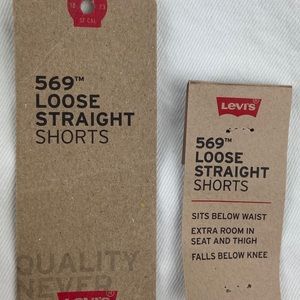 569™
LOOSE
STRAIGHT
SHORTS
QUALITY
NEVER
Levi's
Levi's
569™
LOOSE
STRAIGHT
SHORTS
SITS BELOW WAIST
EXTRA ROOM IN
SEAT AND THIGH
FALLS BELOW KNEE